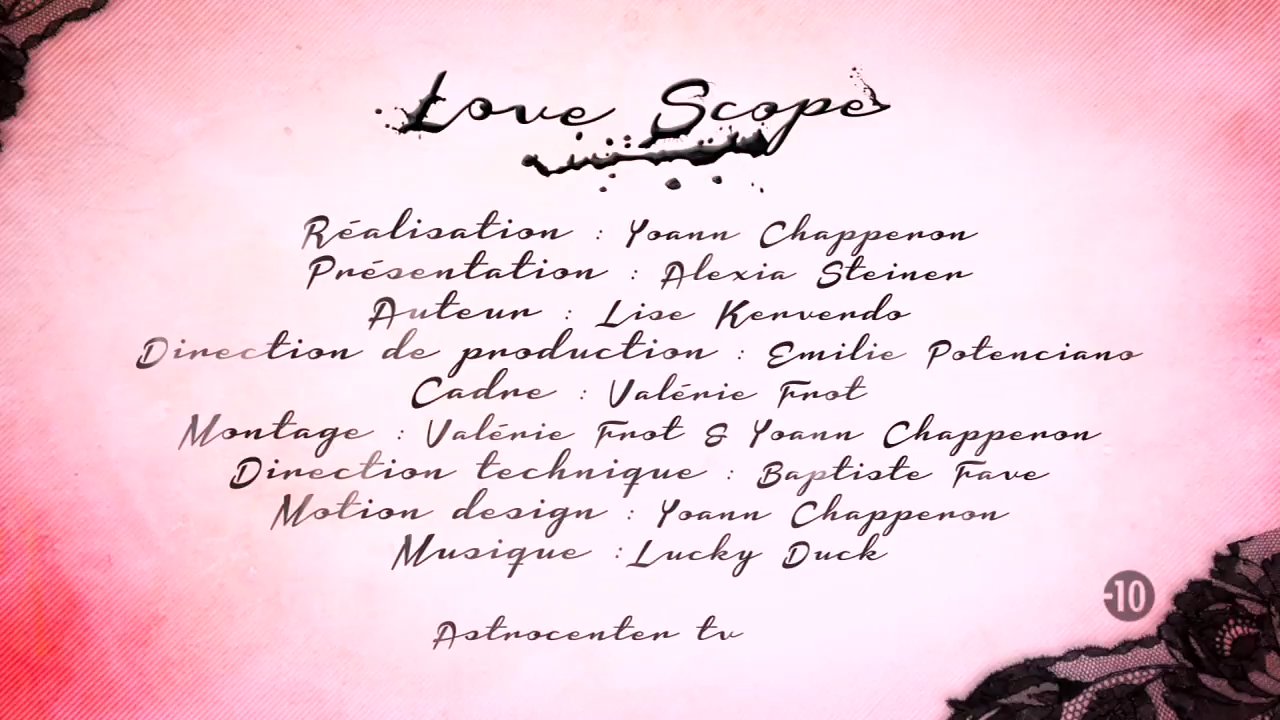 Love Scope
Réalisation : Yoann Chapperon
Présentation : Alexia Steiner
Auteur : Lise Kerverdo
Direction de production : Emilie Potenciano
Cadre : Valérie Frot
Montage : Valérie Frot & Yoann Chapperon
Direction technique : Baptiste Fave
Motion design : Yoann Chapperon
Musique : Lucky Duck
-10
Astrocenter tv